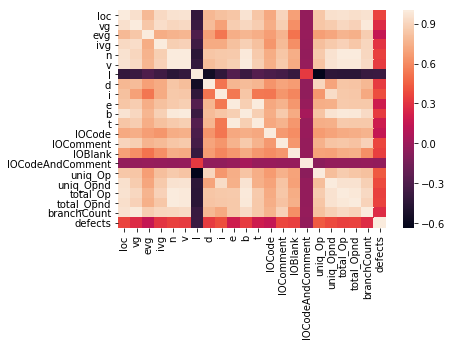 loc
vg
evg
ivg
n
v
l
d
i
e
b
t
lOCode
lOComment
lOBlank
lOCodeAndComment
uniq_Op
uniq_Opnd
total_Op
total_Opnd
branchCount
defects
loc
vg
evg
ivg
n
v
l
d
i
e
b
t
lOCode
lOComment
lOBlank
lOCodeAndComment
uniq_Op
uniq_Opnd
total_Op
total_Opnd
branchCount
defects
0.9
0.6
0.3
0.0
−0.3
−0.6